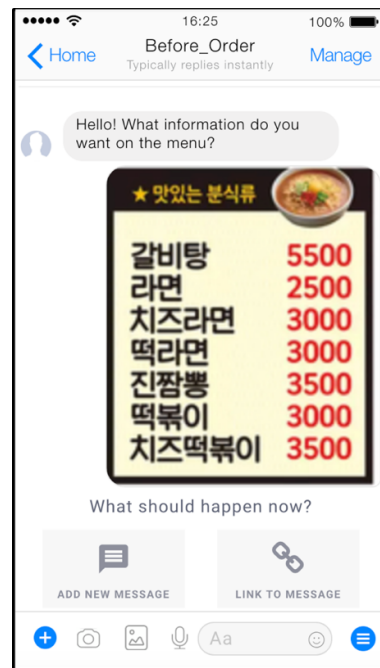 16:25
100%
Home
Before_Order
Manage
Typically replies instantly
Hello! What information do you
want on the menu?
★ 맛있는 분식류
갈비탕 5500
라면 2500
치즈라면 3000
떡라면 3000
진짬뽕 3500
떡볶이 3000
치즈떡볶이 3500
What should happen now?
ADD NEW MESSAGE
LINK TO MESSAGE
Aa